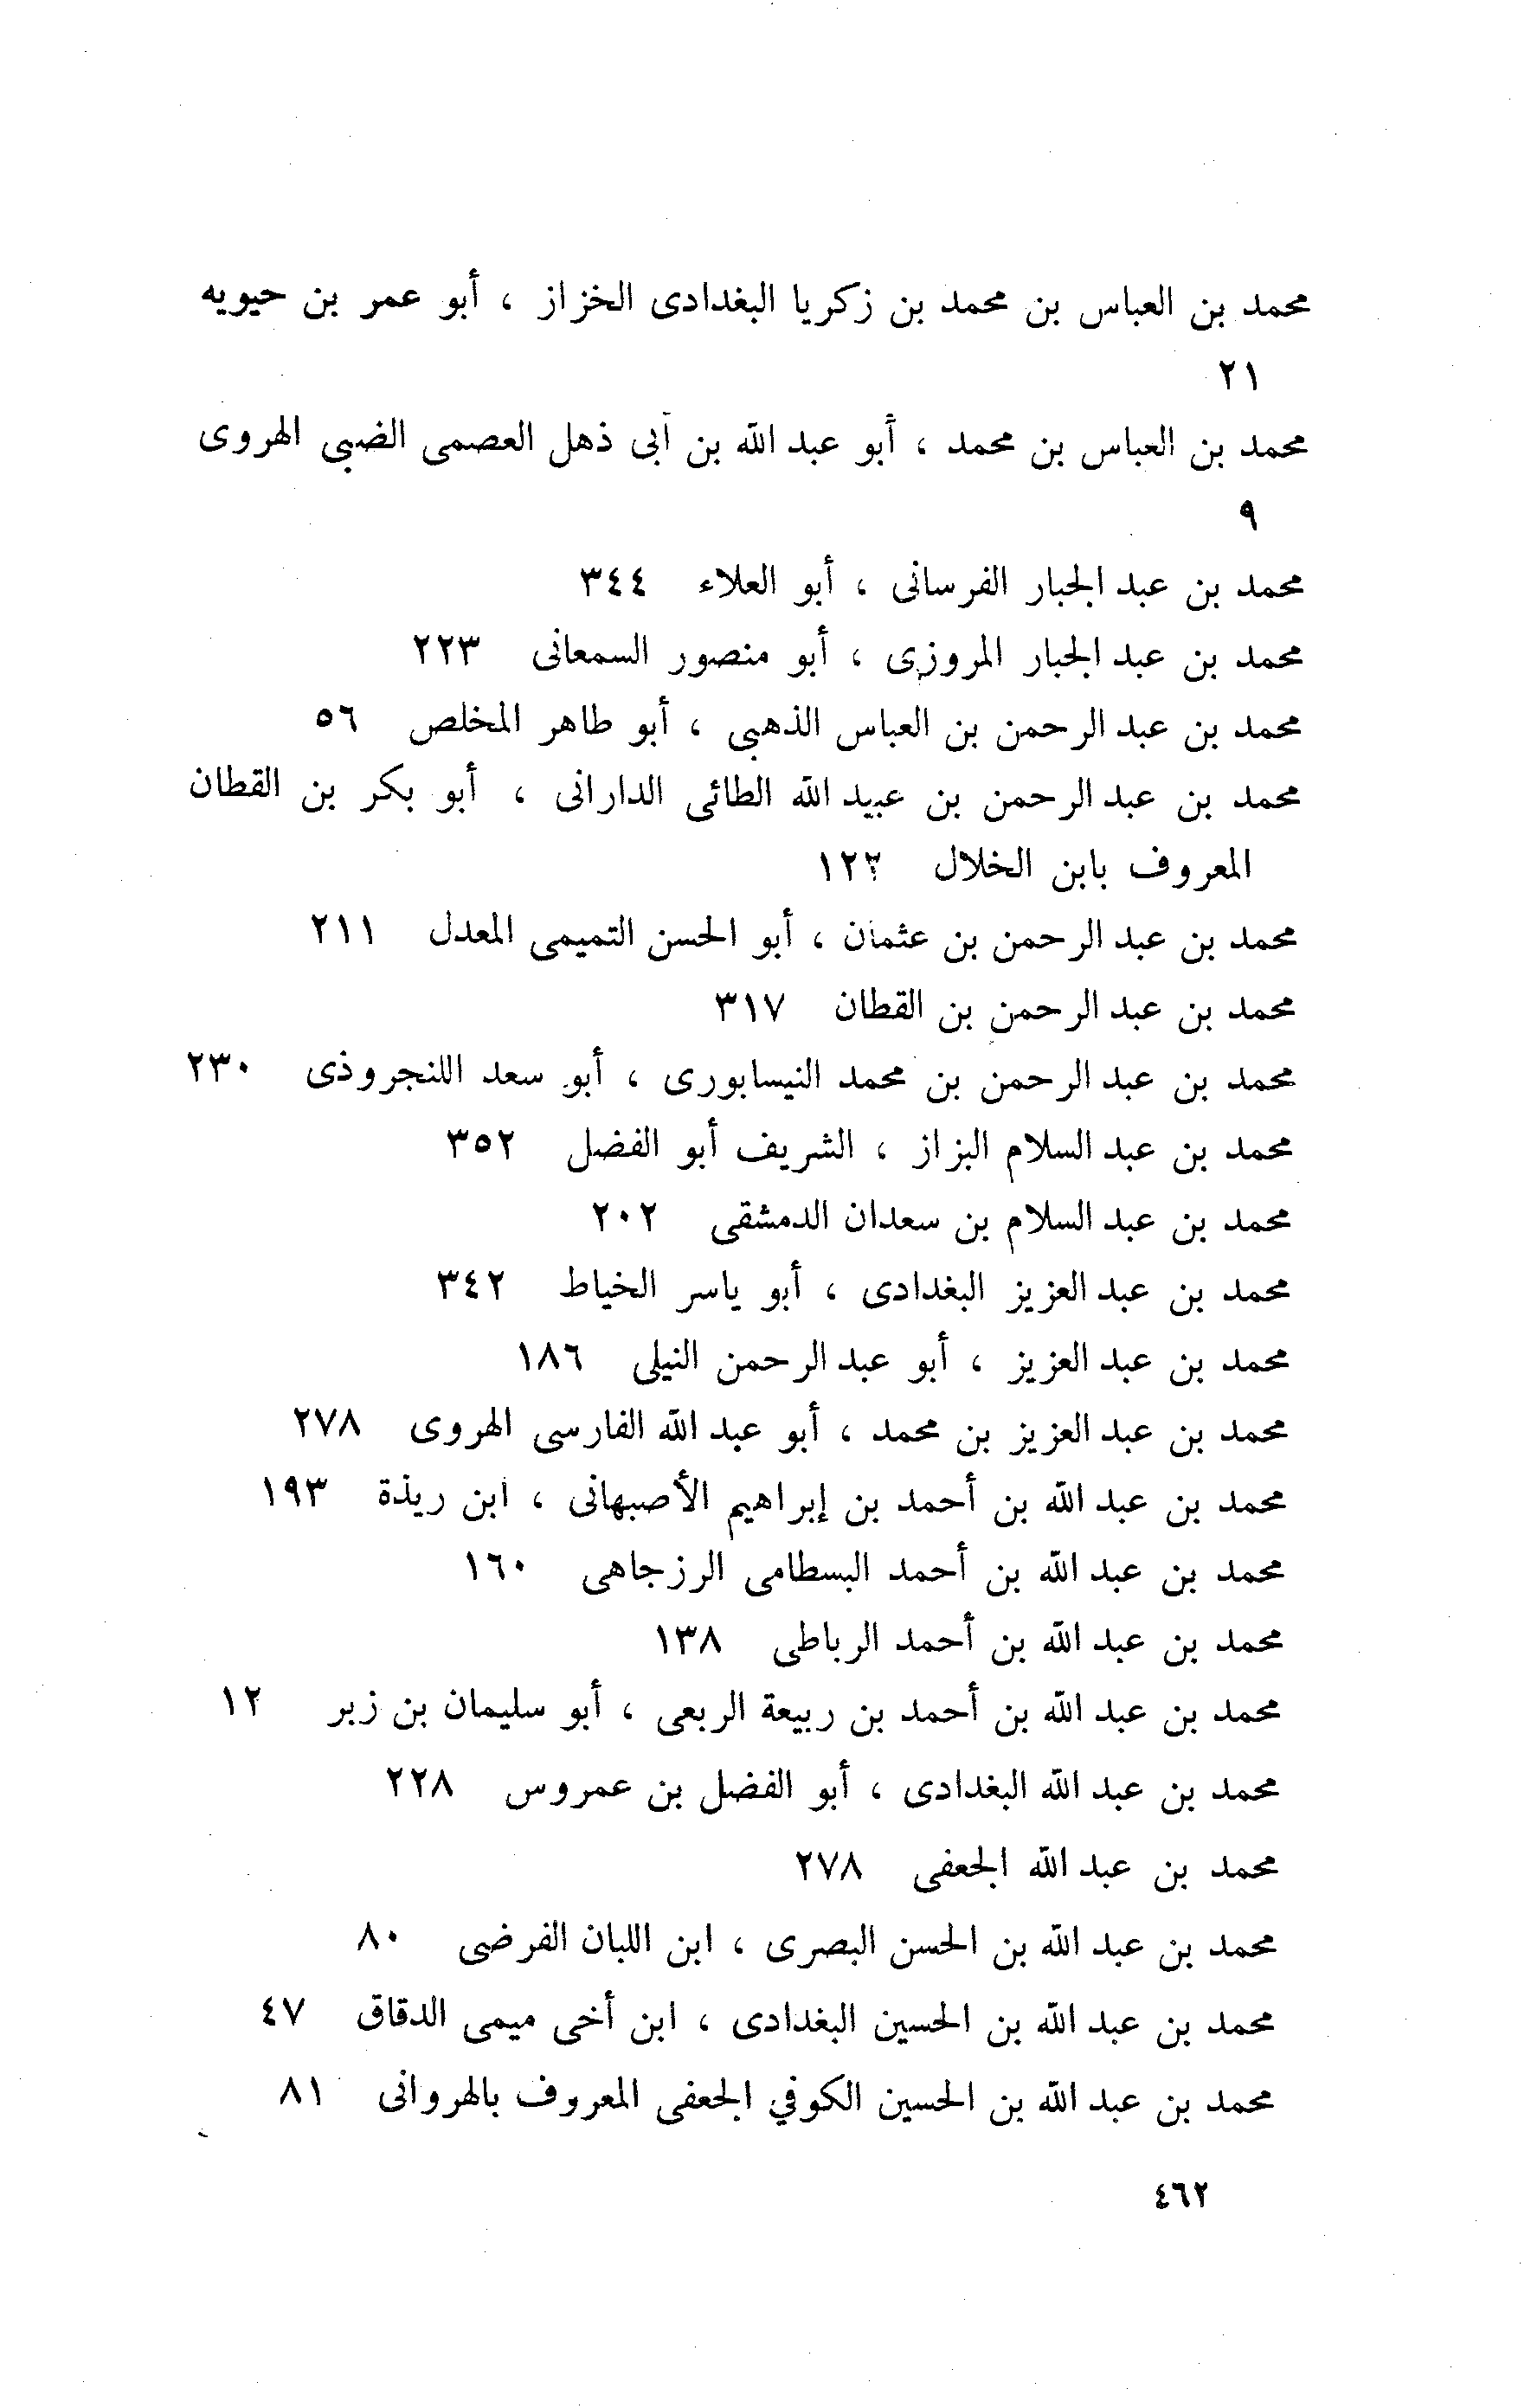 محمد بن العباس بن محمد بن زكريا البغدادى الخزاز ، أبو عمر بن حيويه
٢١
محمد بن العباس بن محمد ، أبو عبد الله بن أبى ذهل العصمى الضبى الهروى
٩
محمد بن عبد الجبار الفرسانى ، أبو العلاء ٣٤٤
محمد بن عبد الجبار المروزى ، أبو منصور السمعانى ٢٢٣
محمد بن عبد الرحمن بن العباس الذهبى ، أبو طاهر المخلص ٥٦
محمد بن عبد الرحمن بن عبيد الله الطائى الدارانى ، أبو بكر بن القطان
المعروف بابن الخلال ١٢٣
محمد بن عبد الرحمن بن عثمان ، أبو الحسن التميمى المعدل ٢١١
محمد بن عبد الرحمن بن القطان ٣١٧
محمد بن عبد الرحمن بن محمد النيسابورى ، أبو سعد اللنجروذى ٢٣٠
محمد بن عبد السلام البزاز ، الشريف أبو الفضل ٣٥٢
محمد بن عبد السلام بن سعدان الدمشقى ٢٠٢
محمد بن عبد العزيز البغدادى ، أبو ياسر الخياط ٣٤٢
محمد بن عبد العزيز ، أبو عبد الرحمن النيلى ١٨٦
محمد بن عبد العزيز بن محمد ، أبو عبد الله الفارسى الهروى ٢٧٨
محمد بن عبد الله بن أحمد بن إبراهيم الأصبهانى ، ابن ريذة ١٩٣
محمد بن عبد الله بن أحمد البسطامى الرزجاهى ١٦٠
محمد بن عبد الله بن أحمد الرباطى ١٣٨
محمد بن عبد الله بن أحمد بن ربيعة الربعى ، أبو سليمان بن زبر ١٢
محمد بن عبد الله البغدادى ، أبو الفضل بن عمروس ٢٢٨
محمد بن عبد الله الجعفى ٢٧٨
محمد بن عبد الله بن الحسن البصرى ، ابن اللبان الفرضى ٨٠
محمد بن عبد الله بن الحسين البغدادى ، ابن أخى ميمى الدقاق ٤٧
محمد بن عبد الله بن الحسين الكوفي الجعفى المعروف بالهروانى ٨١
٤٦٢